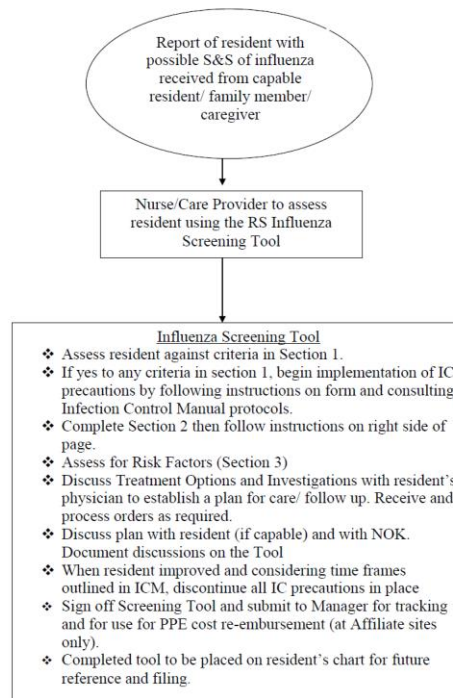 Report of resident with
possible S&S of influenza
received from capable
resident/ family member/
caregiver
Nurse/Care Provider to assess
resident using the RS Influenza
Screening Tool
Influenza Screening Tool
❖ Assess resident against criteria in Section 1.
❖ If yes to any criteria in section 1, begin implementation of IC
precautions by following instructions on form and consulting
Infection Control Manual protocols.
❖ Complete Section 2 then follow instructions on right side of
page.
❖ Assess for Risk Factors (Section 3)
❖ Discuss Treatment Options and Investigations with resident's
physician to establish a plan for care/ follow up. Receive and
process orders as required.
❖ Discuss plan with resident (if capable) and with NOK.
Document discussions on the Tool
❖ When resident improved and considering time frames
outlined in ICM, discontinue all IC precautions in place
❖ Sign off Screening Tool and submit to Manager for tracking
and for use for PPE cost re-embursement (at Affiliate sites
only).
❖ Completed tool to be placed on resident's chart for future
reference and filing.